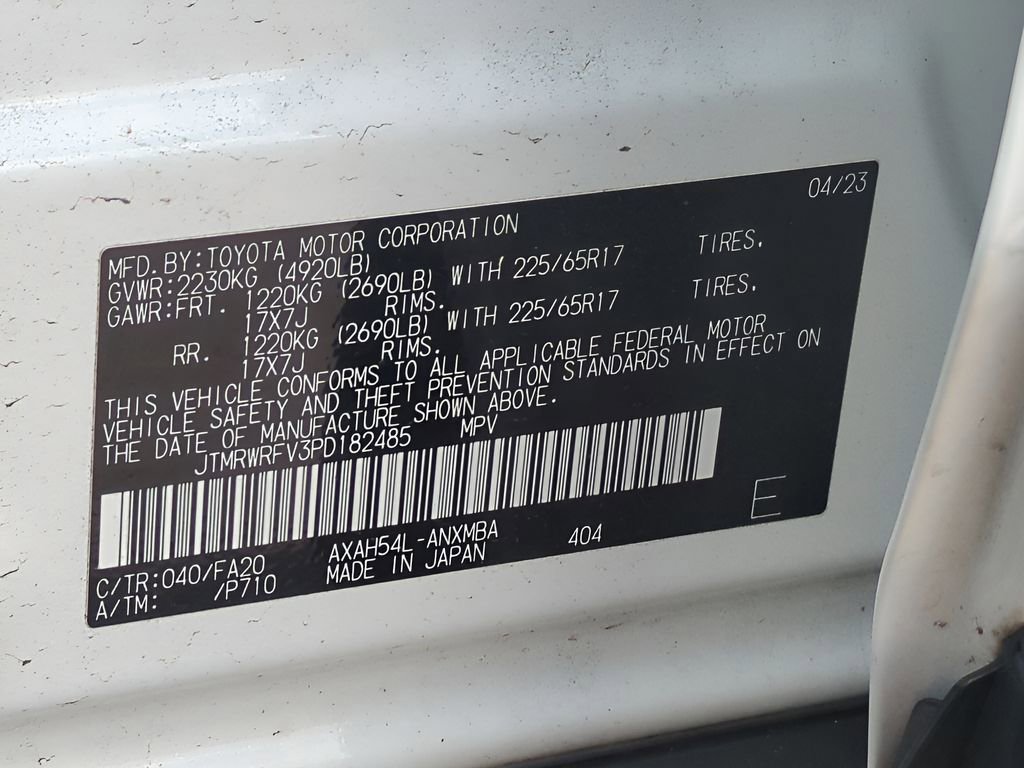 04/23
MFD. BY:TOYOTA MOTOR CORPORATION
GVWR:2230KG (4920LB)
GAWR:FRT. 1220KG (2690LB) WITH 225/65R17 TIRES.
17X7J RIMS.
RR. 1220KG (2690LB) WITH 225/65R17 TIRES.
17X7J RIMS.
THIS VEHICLE CONFORMS TO ALL APPLICABLE FEDERAL MOTOR
VEHICLE SAFETY AND THEFT PREVENTION STANDARDS IN EFFECT ON
THE DATE OF MANUFACTURE SHOWN ABOVE.
JTMRWRFV3PD182485 MPV
E
C/TR:040/FA20 AXAH54L-ANXMBA 404
A/TM: /P710 MADE IN JAPAN